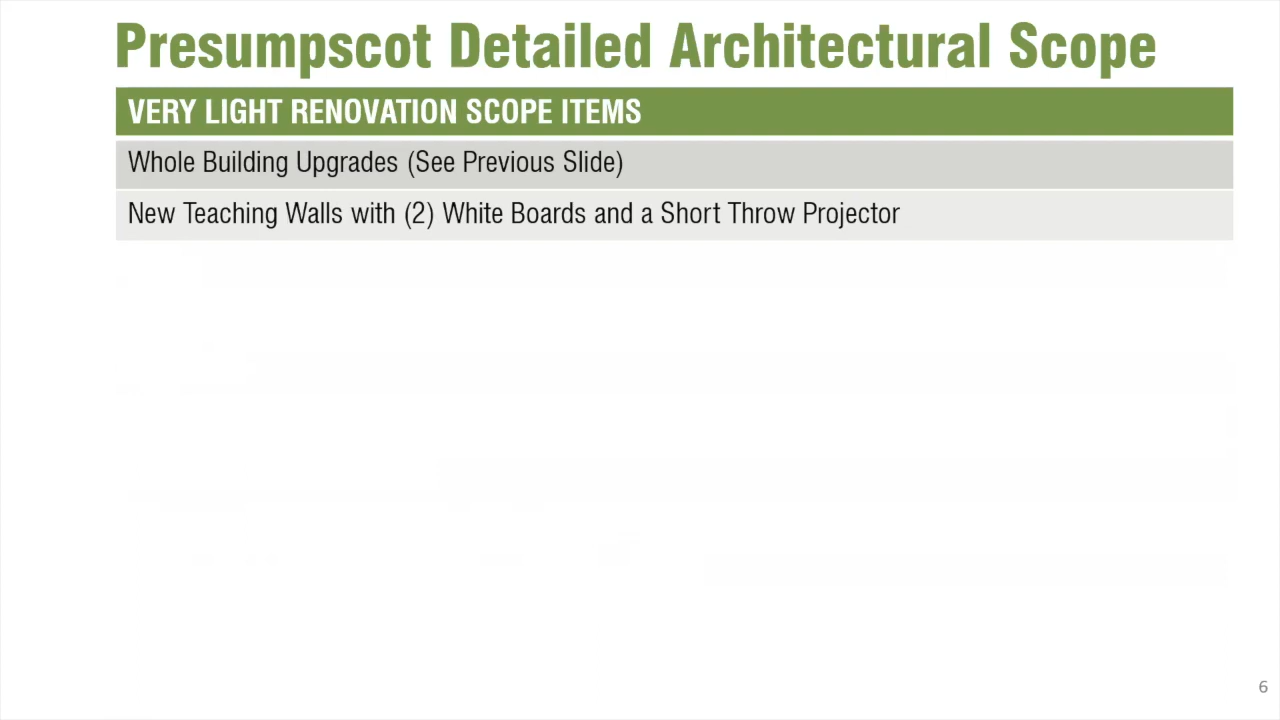 Presumpscot Detailed Architectural Scope
VERY LIGHT RENOVATION SCOPE ITEMS
Whole Building Upgrades (See Previous Slide)
New Teaching Walls with (2) White Boards and a Short Throw Projector
6